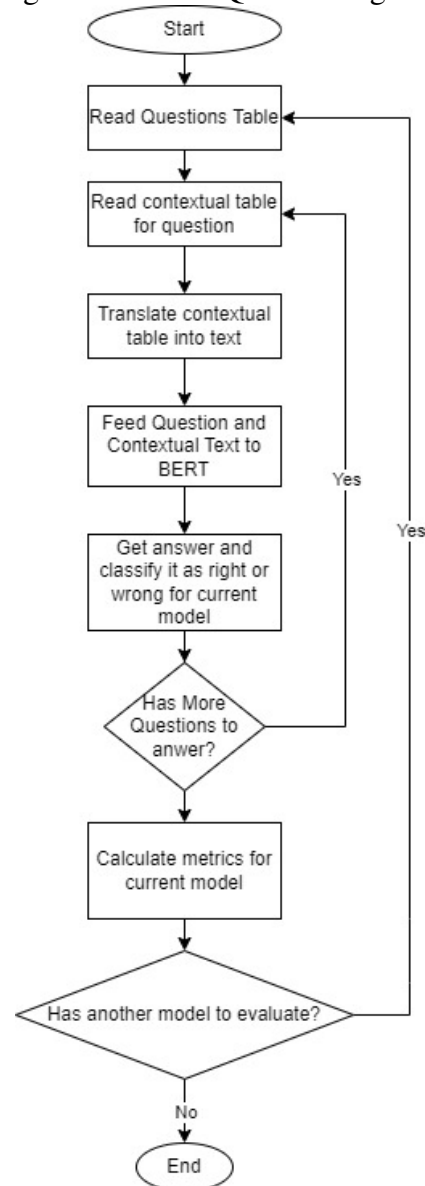 Start
Read Questions Table
Read contextual table
for question
Translate contextual
table into text
Feed Question and
Contextual Text to
BERT
Yes
Yes
Get answer and
classify it as right or
wrong for current
model
Has More
Questions to
anwer?
Calculate metrics for
current model
Has another model to evaluate?
No
End